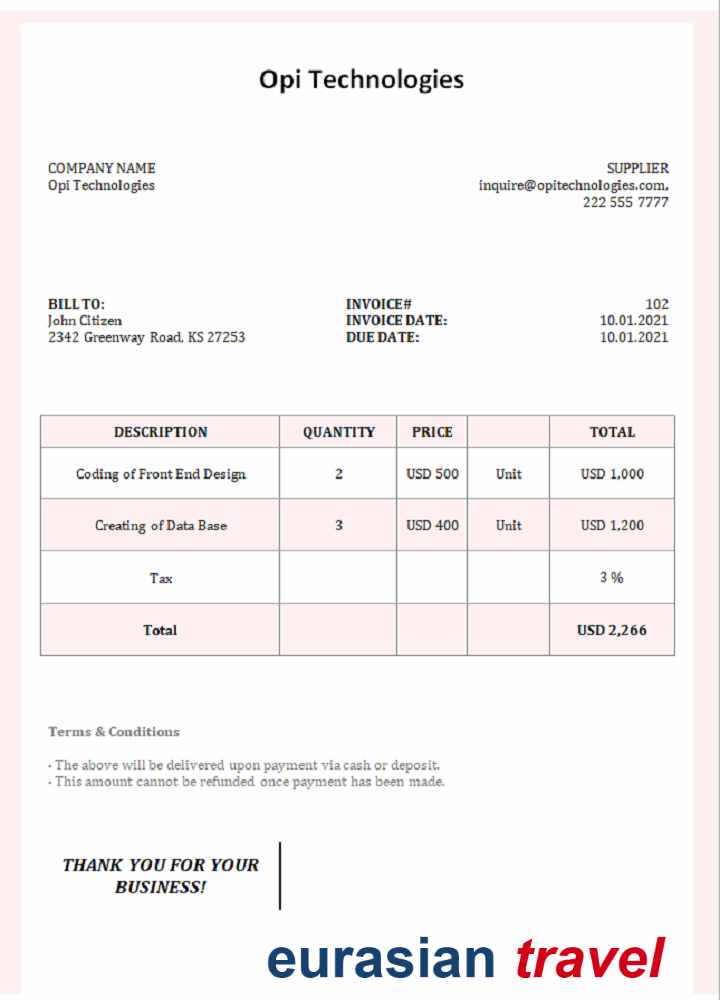 Opi Technologies
COMPANY NAME
Opi Technologies
SUPPLIER
inquire@opitechnologies.com,
222 555 7777
BILL TO:
John Citizen
2342 Greenway Road, KS 27253
INVOICE# 102
INVOICE DATE: 10.01.2021
DUE DATE: 10.01.2021
DESCRIPTION QUANTITY PRICE TOTAL
Coding of Front End Design 2 USD 500 Unit USD 1,000
Creating of Data Base 3 USD 400 Unit USD 1,200
Tax 3 %
Total USD 2,266
Terms & Conditions
- The above will be delivered upon payment via cash or deposit.
- This amount cannot be refunded once payment has been made.
THANK YOU FOR YOUR
BUSINESS!
eurasian travel